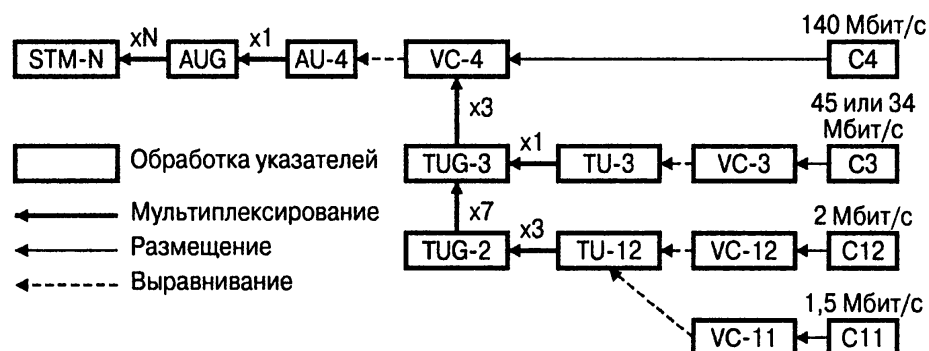 140 Мбит/с
xN
x1
STM-N
AUG
AU-4
VC-4
C4
x3
45 или 34
Мбит/с
x1
Обработка указателей
TUG-3
TU-3
VC-3
C3
Мультиплексирование
x7
2 Мбит/с
x3
Размещение
TUG-2
TU-12
VC-12
C12
Выравнивание
1,5 Мбит/с
VC-11
C11